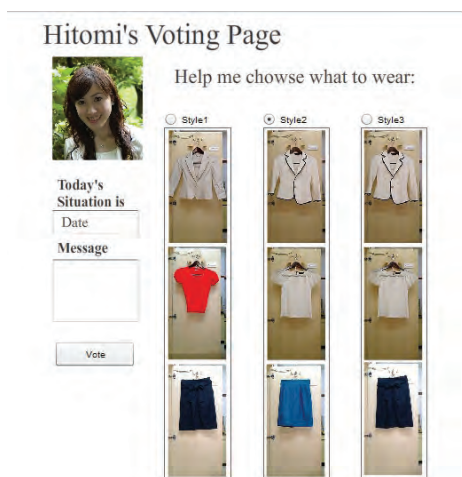 Hitomi's Voting Page
Help me chowse what to wear:
Style1 Style2 Style3
Today's
Situation is
Date
Message
Vote